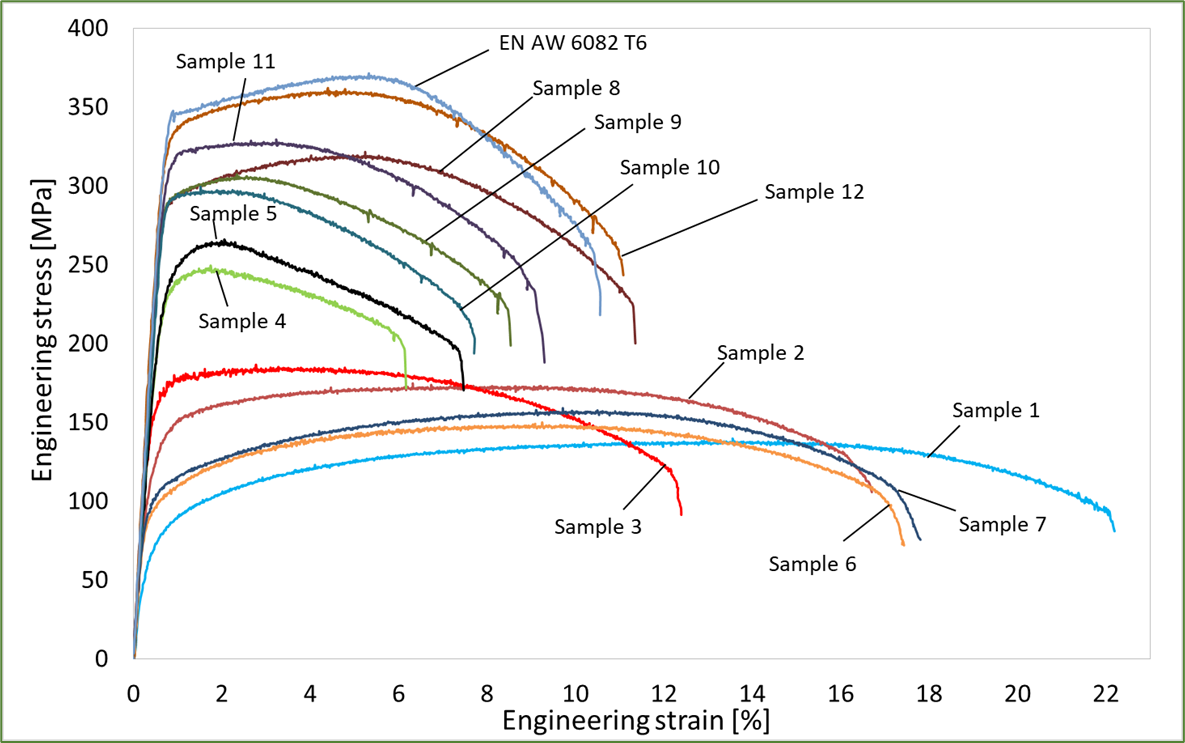 400
350
300
250
200
150
100
50
0
Engineering stress [MPa]
EN AW 6082 T6
Sample 11
Sample 8
Sample 9
Sample 10
Sample 12
Sample 5
Sample 4
Sample 2
Sample 1
Sample 3
Sample 7
Sample 6
0 2 4 6 8 10 12 14 16 18 20 22
Engineering strain [%]